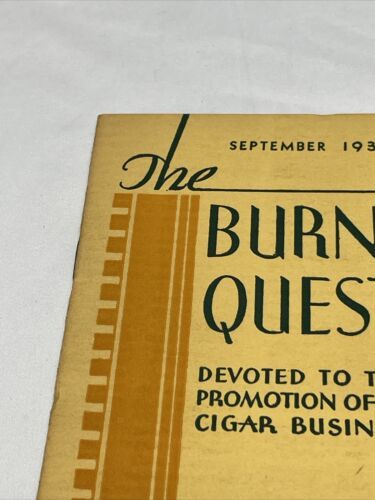 SEPTEMBER 193
The
BURN
QUEST
DEVOTED TO T
PROMOTION OF
CIGAR BUSIN